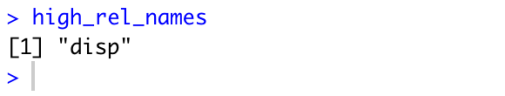 > high_rel_names
[1] "disp"
>